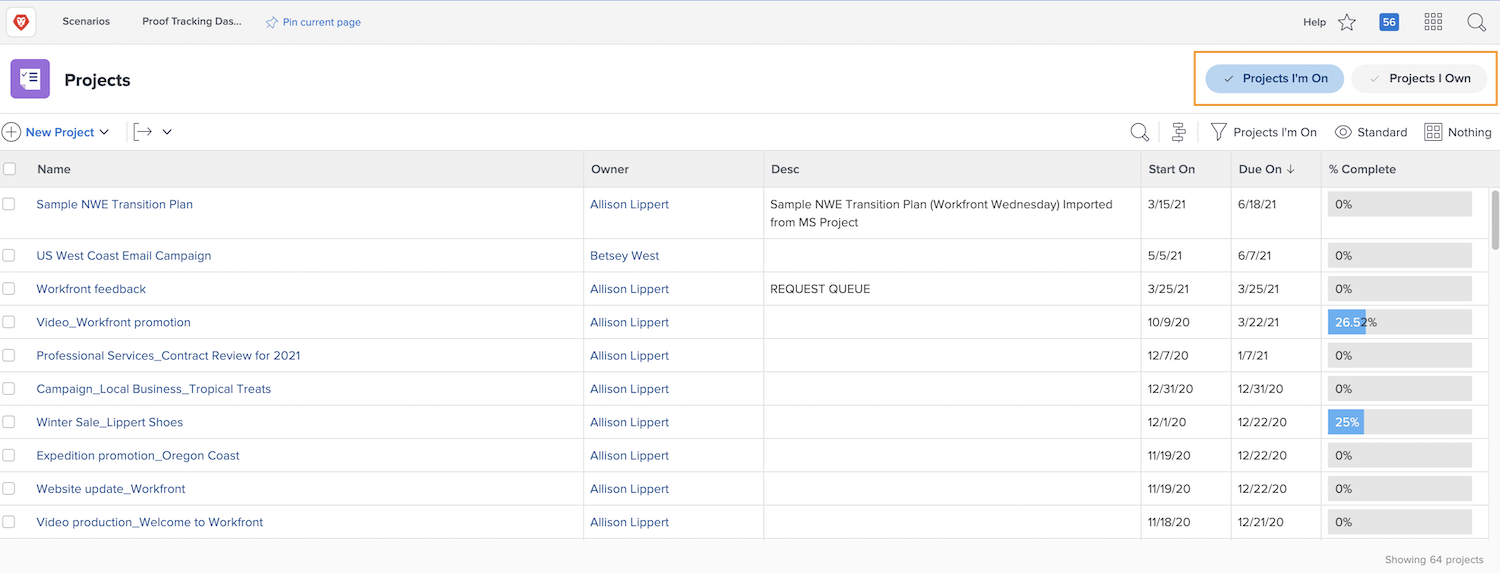 Scenarios Proof Tracking Das... Pin current page Help 56
Projects Projects I'm On Projects I Own
New Project Projects I'm On Standard Nothing
Name Owner Desc Start On Due On % Complete
Sample NWE Transition Plan Allison Lippert Sample NWE Transition Plan (Workfront Wednesday) Imported 3/15/21 6/18/21 0%
from MS Project
US West Coast Email Campaign Betsey West 5/5/21 6/7/21 0%
Workfront feedback Allison Lippert REQUEST QUEUE 3/25/21 3/25/21 0%
Video_Workfront promotion Allison Lippert 10/9/20 3/22/21 26.52%
Professional Services_Contract Review for 2021 Allison Lippert 12/7/20 1/7/21 0%
Campaign_Local Business_Tropical Treats Allison Lippert 12/31/20 12/31/20 0%
Winter Sale_Lippert Shoes Allison Lippert 12/1/20 12/22/20 25%
Expedition promotion_Oregon Coast Allison Lippert 11/19/20 12/22/20 0%
Website update_Workfront Allison Lippert 11/19/20 12/22/20 0%
Video production_Welcome to Workfront Allison Lippert 11/18/20 12/21/20 0%
Showing 64 projects